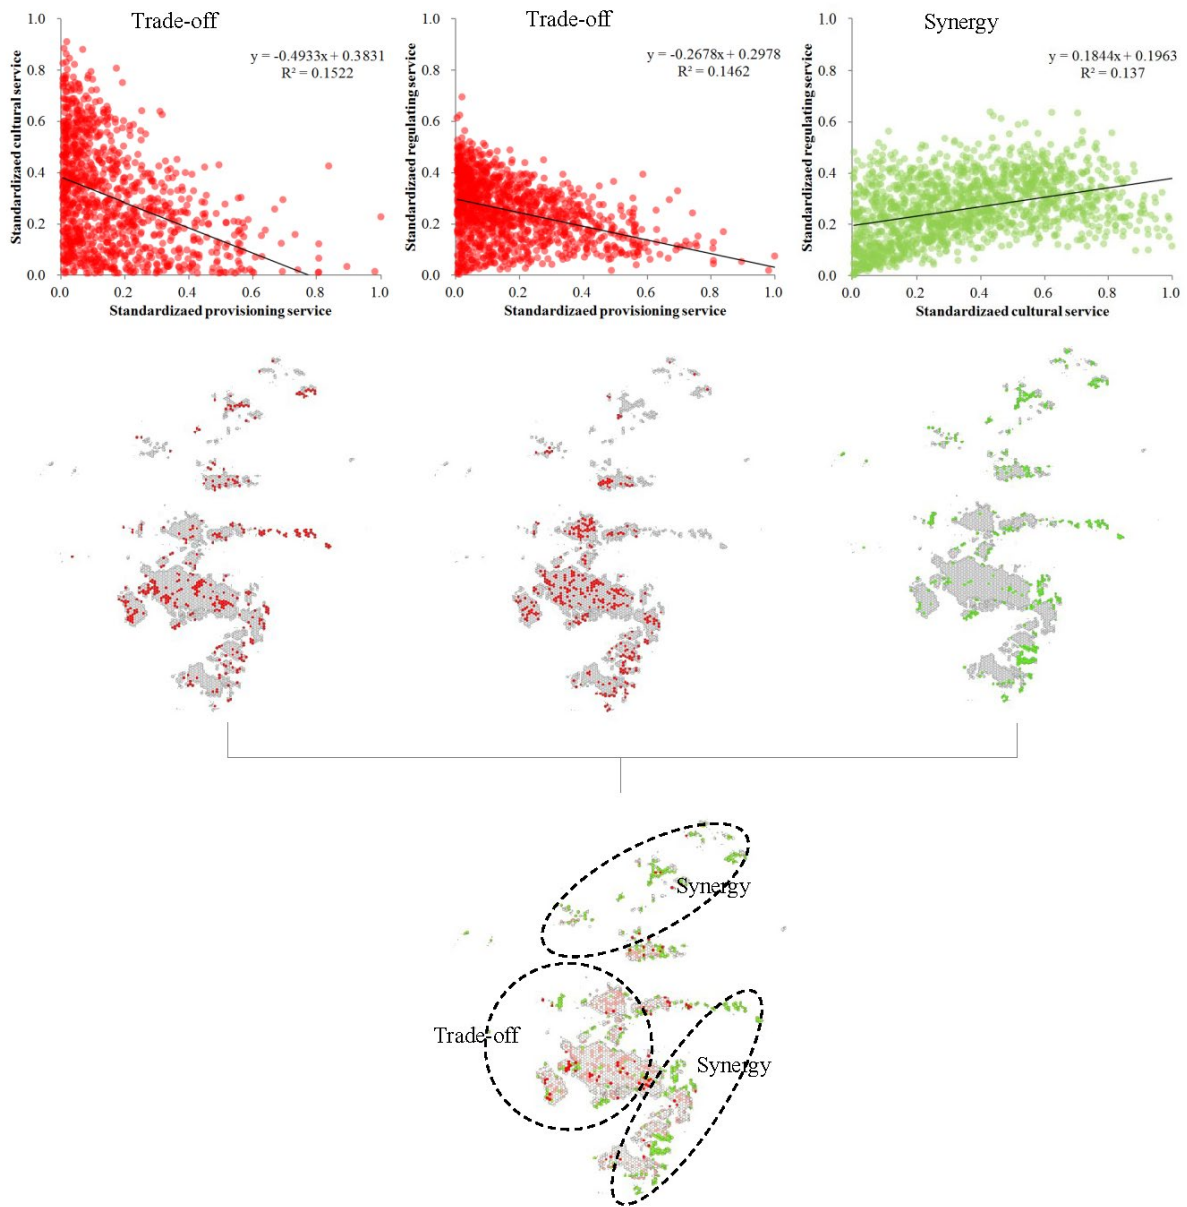 Trade-off
Trade-off
Synergy
y = -0.4933x + 0.3831
R² = 0.1522
y = -0.2678x + 0.2978
R² = 0.1462
y = 0.1844x + 0.1963
R² = 0.137
Standardizaed cultural service
1.0
0.8
0.6
0.4
0.2
0.0
0.0 0.2 0.4 0.6 0.8 1.0
Standardizaed provisioning service
Standardizaed regulating service
1.0
0.8
0.6
0.4
0.2
0.0
0.0 0.2 0.4 0.6 0.8 1.0
Standardizaed provisioning service
Standardizaed regulating service
1.0
0.8
0.6
0.4
0.2
0.0
0.0 0.2 0.4 0.6 0.8 1.0
Standardizaed cultural service
Synergy
Trade-off
Synergy